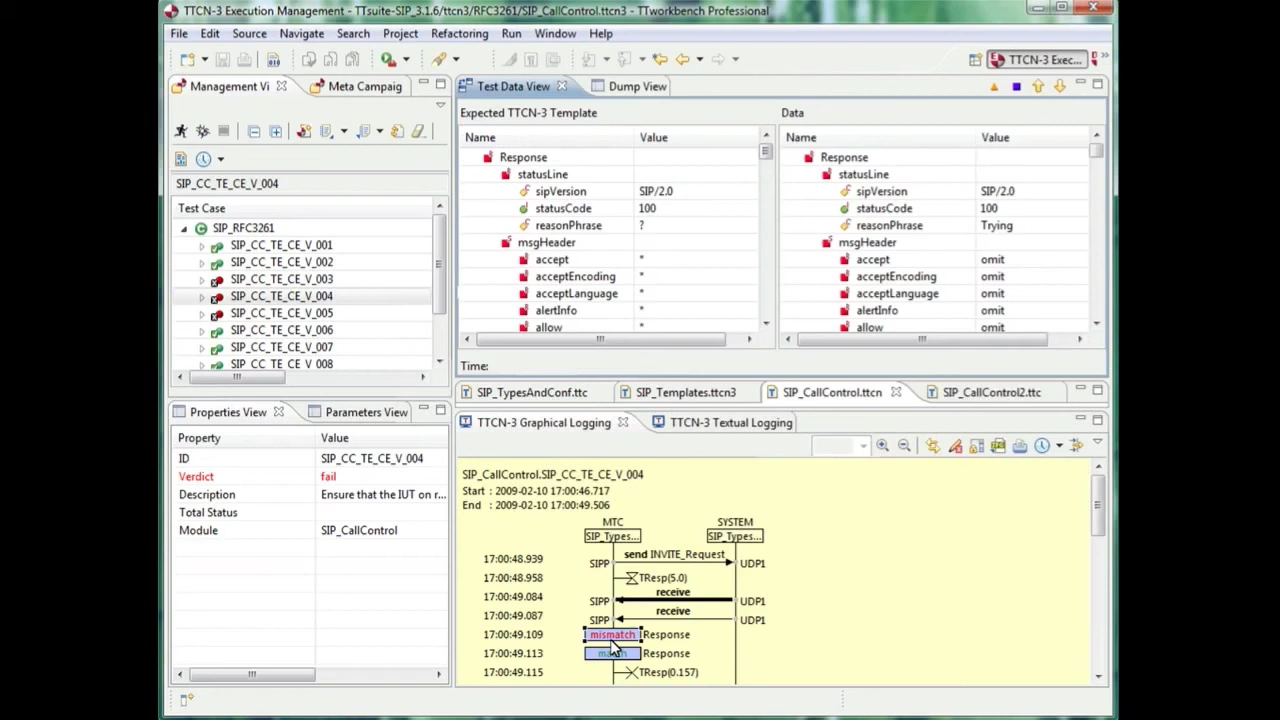 TTCN-3 Execution Management - TTsuite-SIP_3.1.6/ttcn3/RFC3261/SIP_CallControl.ttcn3 - TTworkbench Professional
File Edit Source Navigate Search Project Refactoring Run Window Help
TTCN-3 Exec...
Management Vi
Meta Campaig
SIP_CC_TE_CE_V_004
Test Case
SIP_RFC3261
SIP_CC_TE_CE_V_001
SIP_CC_TE_CE_V_002
SIP_CC_TE_CE_V_003
SIP_CC_TE_CE_V_004
SIP_CC_TE_CE_V_005
SIP_CC_TE_CE_V_006
SIP_CC_TE_CE_V_007
SIP_CC_TE_CE_V_008
Test Data View
Dump View
Expected TTCN-3 Template
Name Value
Response
statusLine
sipVersion SIP/2.0
statusCode 100
reasonPhrase ?
msgHeader
accept *
acceptEncoding *
acceptLanguage *
alertInfo *
allow *
Data
Name Value
Response
statusLine
sipVersion SIP/2.0
statusCode 100
reasonPhrase Trying
msgHeader
accept omit
acceptEncoding omit
acceptLanguage omit
alertInfo omit
allow omit
Time:
SIP_TypesAndConf.ttc
SIP_Templates.ttcn3
SIP_CallControl.ttcn
SIP_CallControl2.ttc
Properties View
Parameters View
Property Value
ID SIP_CC_TE_CE_V_004
Verdict fail
Description Ensure that the IUT on r...
Total Status
Module SIP_CallControl
TTCN-3 Graphical Logging
TTCN-3 Textual Logging
SIP_CallControl.SIP_CC_TE_CE_V_004
Start : 2009-02-10 17:00:46.717
End : 2009-02-10 17:00:49.506
MTC SYSTEM
SIP_Types... SIP_Types...
send INVITE_Request
17:00:48.939 SIPP UDP1
17:00:48.958 TResp(5.0)
receive
17:00:49.084 SIPP UDP1
receive
17:00:49.087 SIPP UDP1
17:00:49.109 mismatch Response
17:00:49.113 Response
17:00:49.115 TResp(0.157)